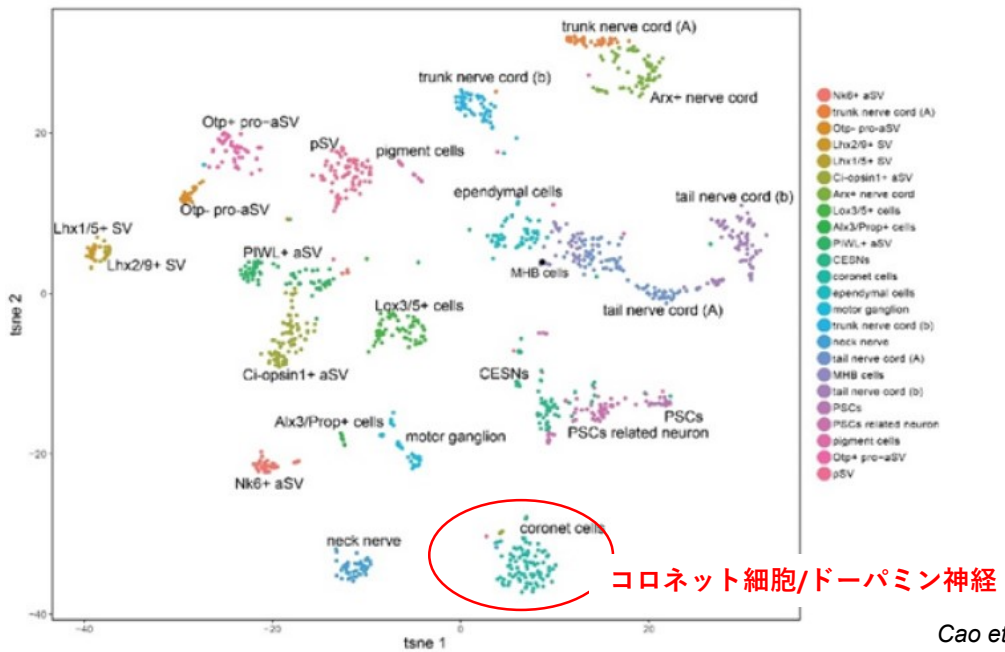 trunk nerve cord (A)
trunk nerve cord (b)
Arx+ nerve cord
Otp+ pro-aSV
pSV
pigment cells
Otp- pro-aSV
ependymal cells
tail nerve cord (b)
Lhx1/5+ SV
Lhx2/9+ SV
PIWL+ aSV
MHB cells
tail nerve cord (A)
Lox3/5+ cells
Ci-opsin1+ aSV
CESNs
PSCs
PSCs related neuron
Alx3/Prop+ cells
motor ganglion
Nk6+ aSV
neck nerve
coronet cells
コロネット細胞/ドーパミン神経
20
0
−20
−40
tsne 2
−40
−20
0
20
tsne 1
Nk6+ aSV
trunk nerve cord (A)
Otp- pro-aSV
Lhx2/9+ SV
Lhx1/5+ SV
Ci-opsin1+ aSV
Arx+ nerve cord
Lox3/5+ cells
Alx3/Prop+ cells
PIWL+ aSV
CESNs
coronet cells
ependymal cells
motor ganglion
trunk nerve cord (b)
neck nerve
tail nerve cord (A)
MHB cells
tail nerve cord (b)
PSCs
PSCs related neuron
pigment cells
Otp+ pro-aSV
pSV
Cao et